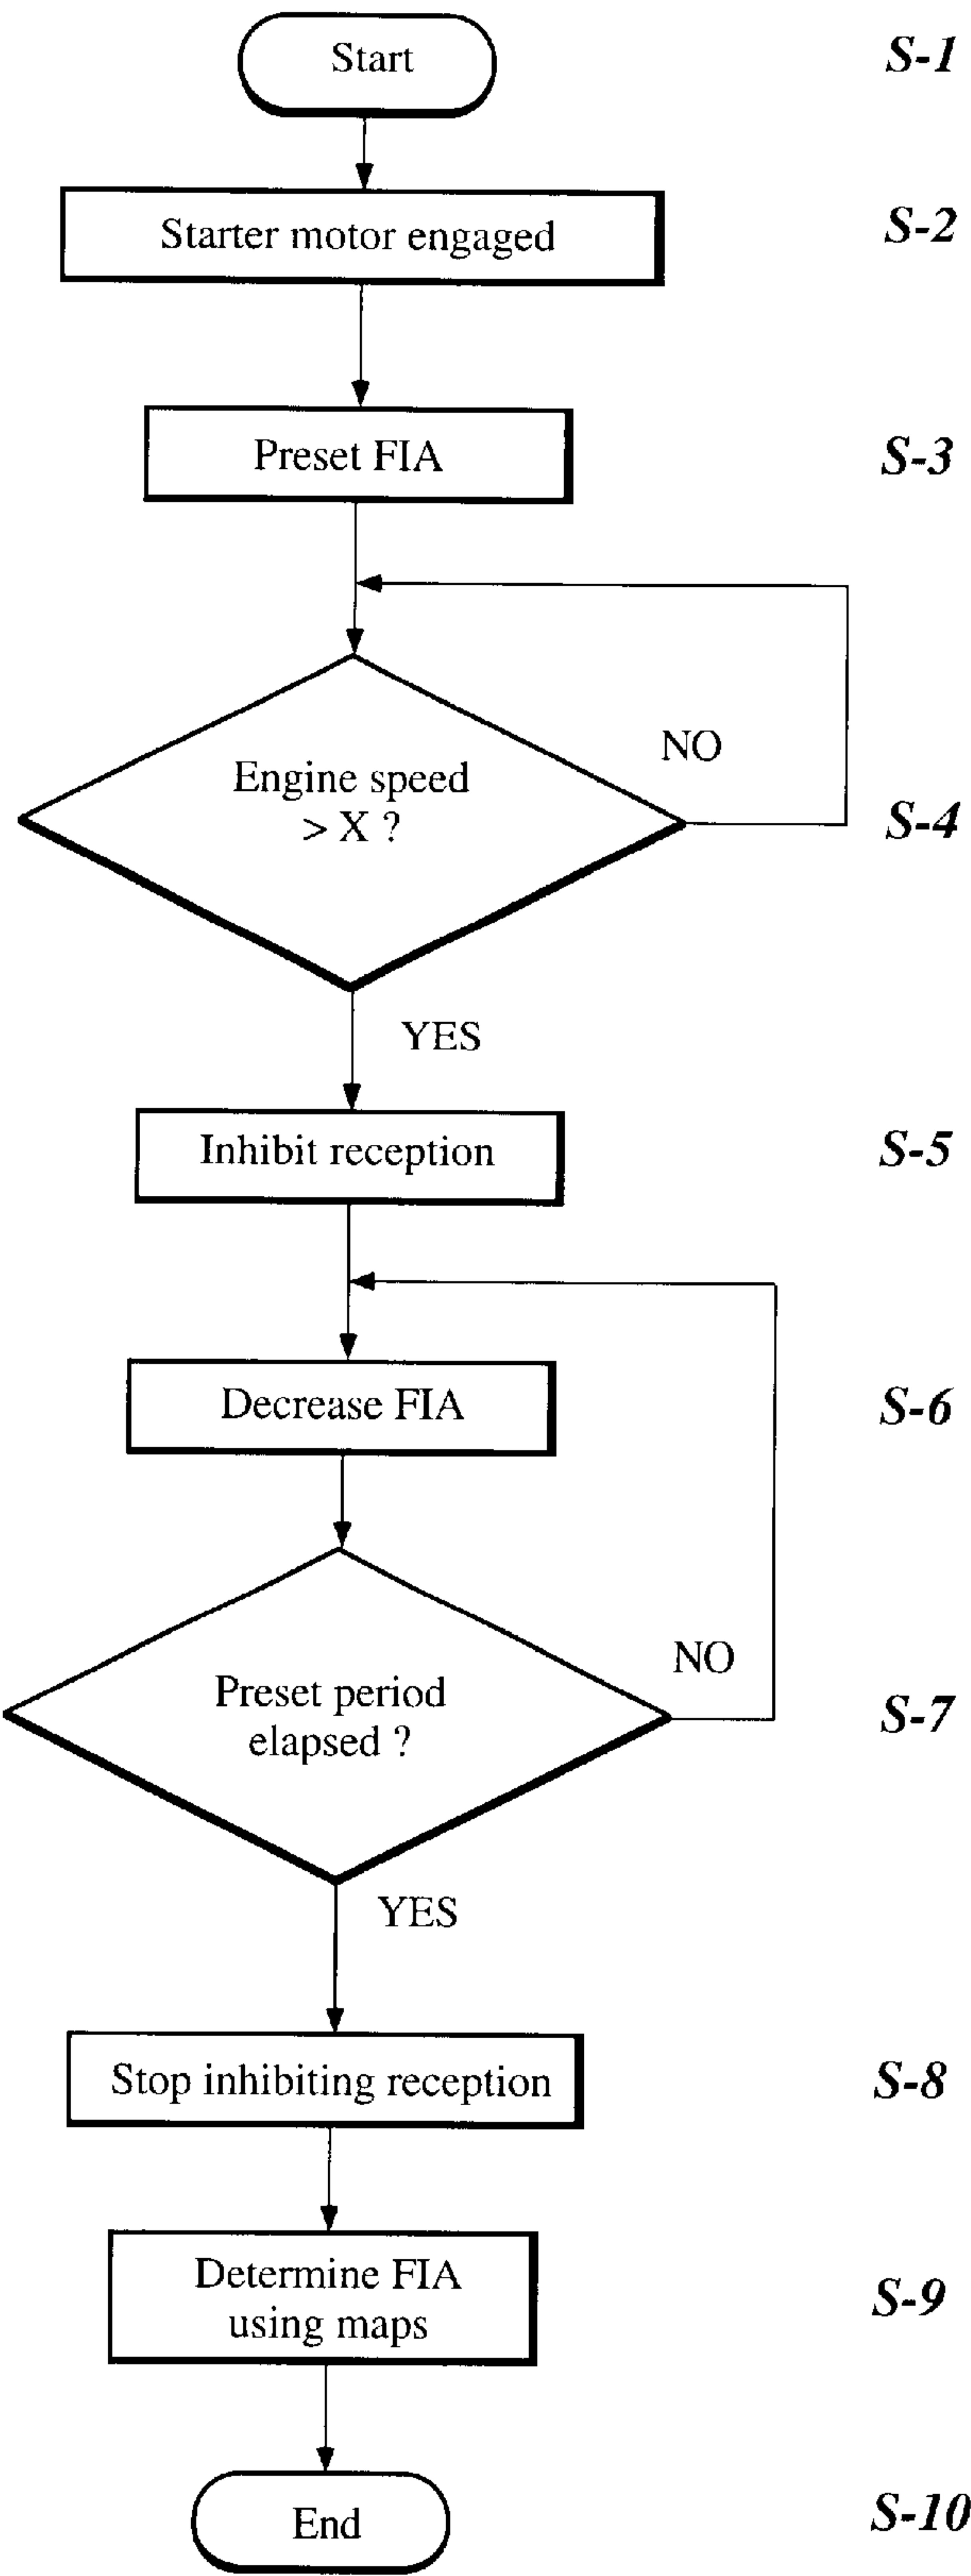 Start
S-1
Starter motor engaged
S-2
Preset FIA
S-3
NO
Engine speed
> X ?
S-4
YES
Inhibit reception
S-5
Decrease FIA
S-6
NO
Preset period
elapsed ?
S-7
YES
Stop inhibiting reception
S-8
Determine FIA
using maps
S-9
End
S-10